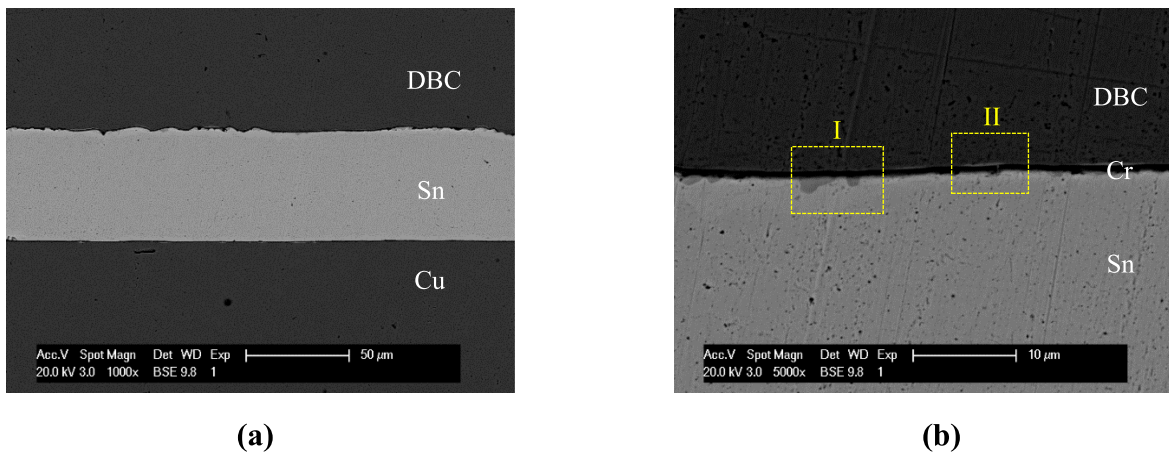 DBC
Sn
Cu
Acc.V Spot Magn Det WD Exp 50 μm
20.0 kV 3.0 1000x BSE 9.8 1
(a)
I
II
DBC
Cr
Sn
Acc.V Spot Magn Det WD Exp 10 μm
20.0 kV 3.0 5000x BSE 9.8 1
(b)